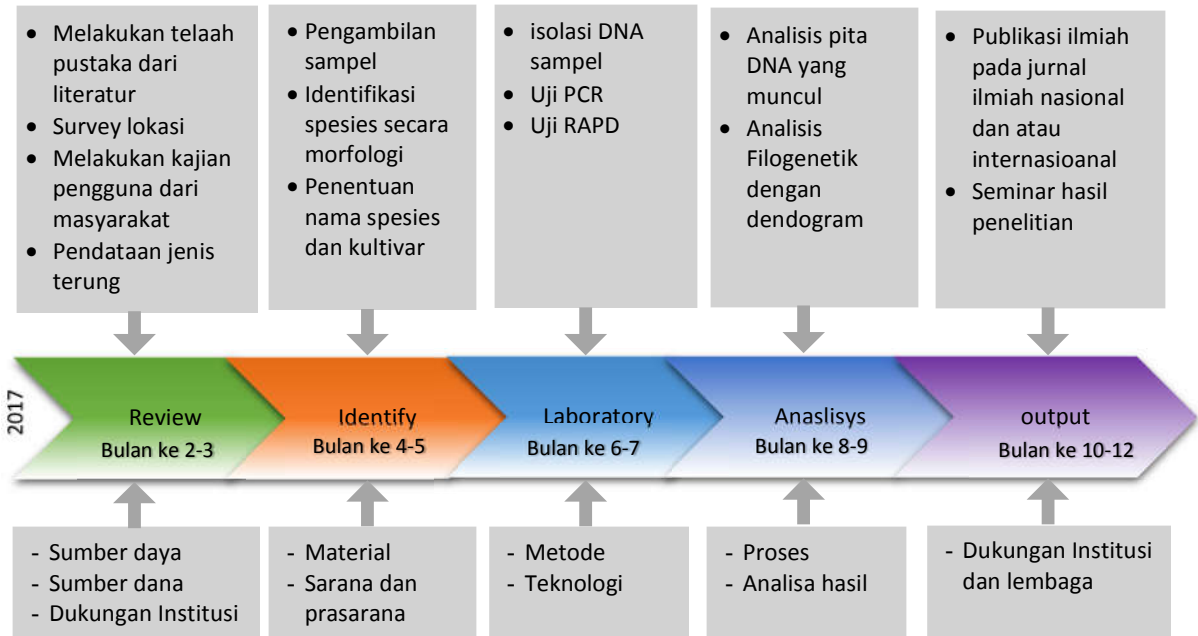 • Melakukan telaah
pustaka dari
literatur
• Survey lokasi
• Melakukan kajian
pengguna dari
masyarakat
• Pendataan jenis
terung
• Pengambilan
sampel
• Identifikasi
spesies secara
morfologi
• Penentuan
nama spesies
dan kultivar
• isolasi DNA
sampel
• Uji PCR
• Uji RAPD
• Analisis pita
DNA yang
muncul
• Analisis
Filogenetik
dengan
dendogram
• Publikasi ilmiah
pada jurnal
ilmiah nasional
dan atau
internasioanal
• Seminar hasil
penelitian
2017
Review
Bulan ke 2-3
Identify
Bulan ke 4-5
Laboratory
Bulan ke 6-7
Anaslisys
Bulan ke 8-9
output
Bulan ke 10-12
- Sumber daya
- Sumber dana
- Dukungan Institusi
- Material
- Sarana dan
prasarana
- Metode
- Teknologi
- Proses
- Analisa hasil
- Dukungan Institusi
dan lembaga